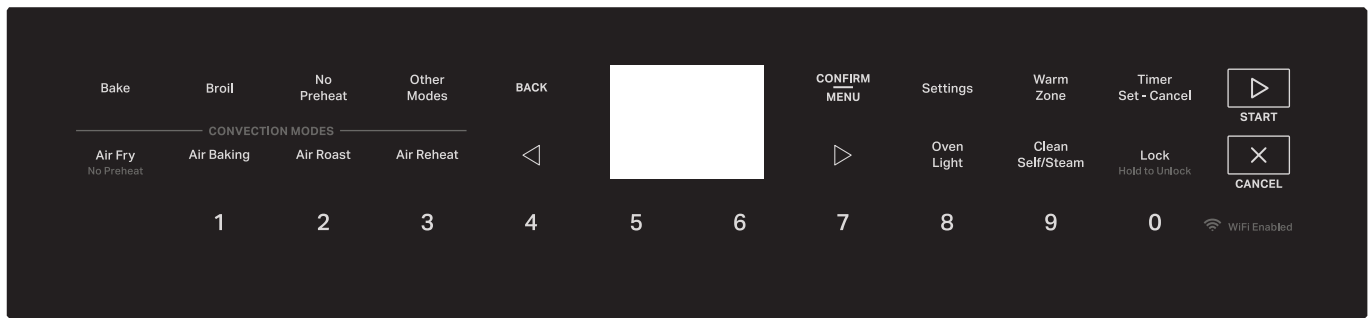 Bake
Broil
No
Preheat
Other
Modes
BACK
CONFIRM
MENU
Settings
Warm
Zone
Timer
Set - Cancel
START
CONVECTION MODES
Air Fry
No Preheat
Air Baking
Air Roast
Air Reheat
Oven
Light
Clean
Self/Steam
Lock
Hold to Unlock
CANCEL
1 2 3 4 5 6 7 8 9 0
WiFi Enabled